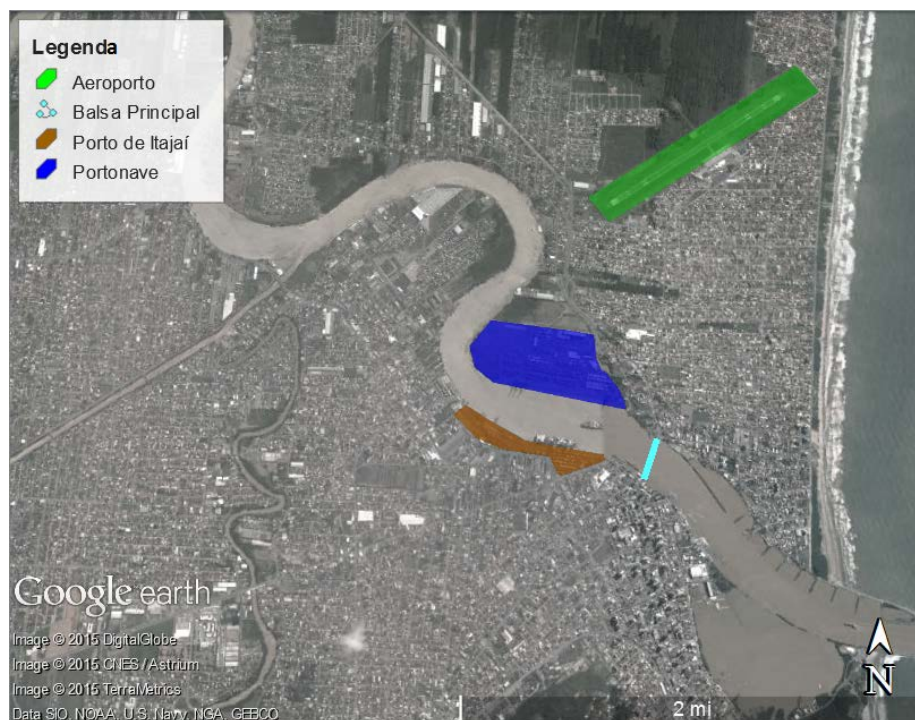 Legenda
Aeroporto
Balsa Principal
Porto de Itajaí
Portonave
Google earth
Image © 2015 DigitalGlobe
Image © 2015 CNES / Astrium
Image © 2015 TerraMetrics
Data SIO, NOAA, U.S. Navy, NGA, GEBCO
2 mi
N